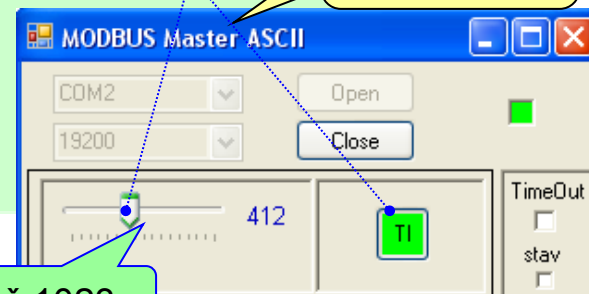 MODBUS Master ASCII
COM2
Open
19200
Close
412
TI
TimeOut
stav